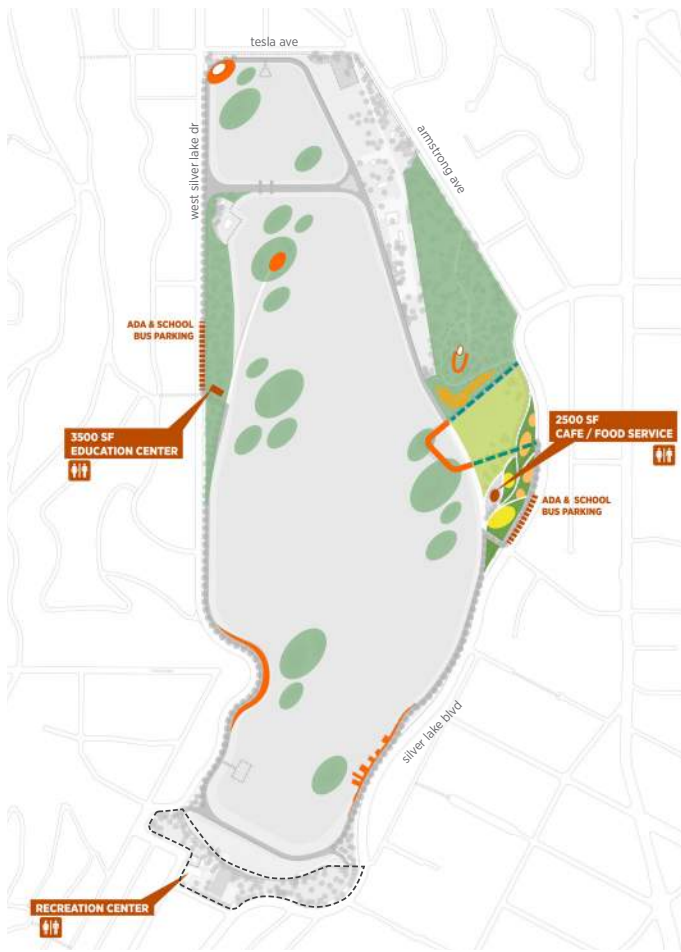 tesla ave
west silver lake dr
armstrong ave
ADA & SCHOOL
BUS PARKING
3500 SF
EDUCATION CENTER
2500 SF
CAFE / FOOD SERVICE
ADA & SCHOOL
BUS PARKING
silver lake blvd
RECREATION CENTER